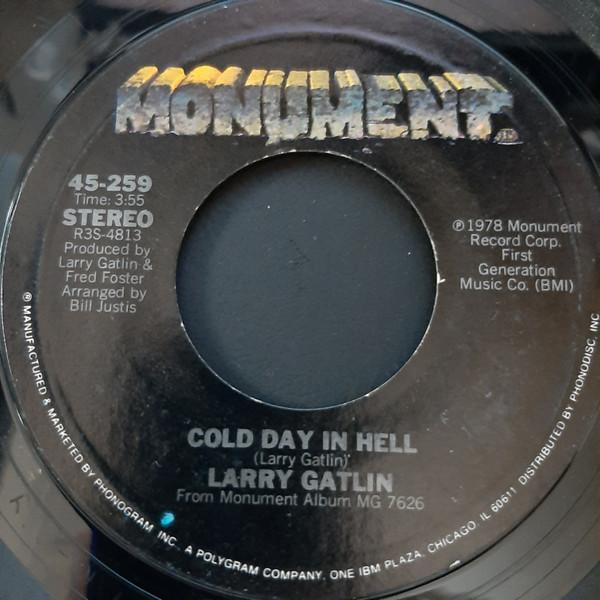 MONUMENT
45-259
Time: 3:55
STEREO
R3S-4813
Produced by
Larry Gatlin &
Fred Foster
Arranged by
Bill Justis
℗ 1978 Monument
Record Corp.
First
Generation
Music Co. (BMI)
COLD DAY IN HELL
(Larry Gatlin)
LARRY GATLIN
From Monument Album MG 7626
® MANUFACTURED & MARKETED BY PHONOGRAM, INC. A POLYGRAM COMPANY. ONE IBM PLAZA, CHICAGO, IL 60611 DISTRIBUTED BY PHONODISC, INC